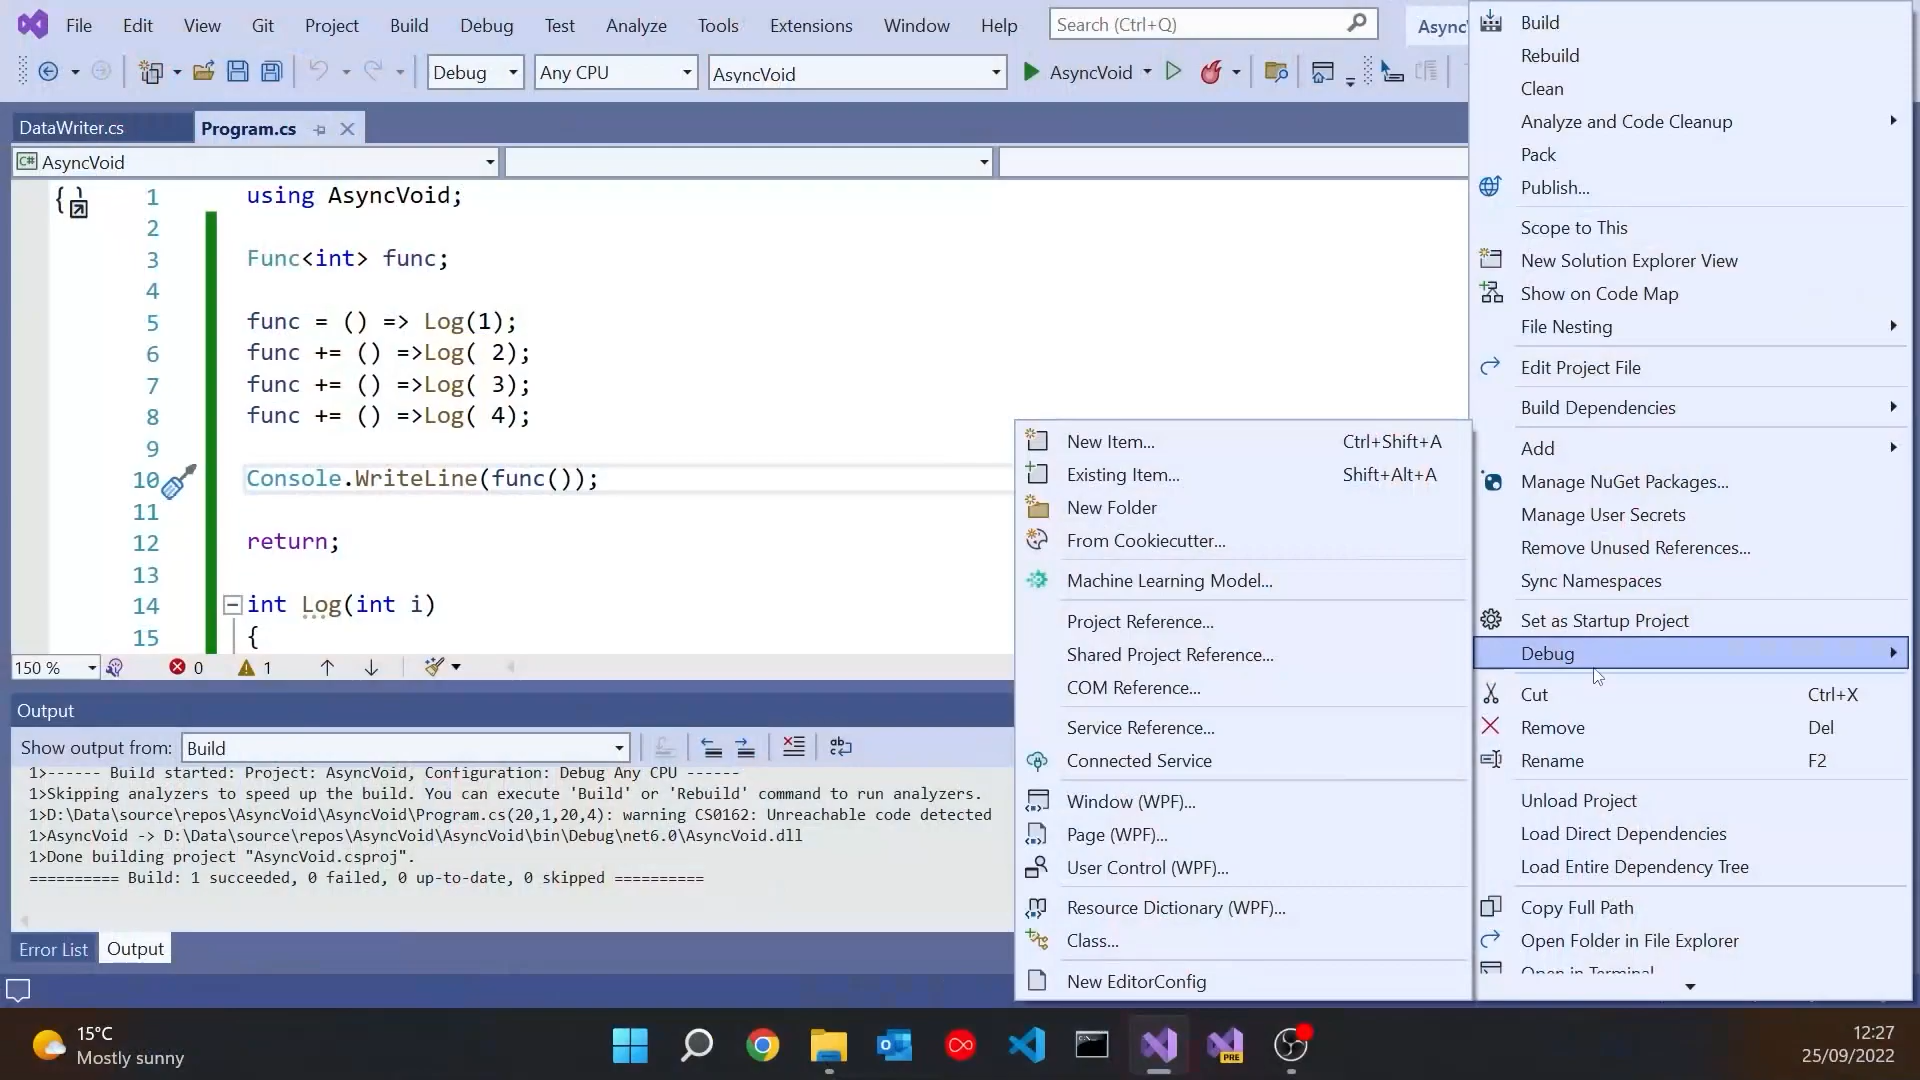 File Edit View Git Project Build Debug Test Analyze Tools Extensions Window Help Search (Ctrl+Q)
Debug Any CPU AsyncVoid AsyncVoid
DataWriter.cs Program.cs
C# AsyncVoid
1 using AsyncVoid;
2
3 Func<int> func;
4
5 func = () => Log(1);
6 func += () =>Log( 2);
7 func += () =>Log( 3);
8 func += () =>Log( 4);
9
10 Console.WriteLine(func());
11
12 return;
13
14 int Log(int i)
15 {
150 % 0 1
Output
Show output from: Build
1>------ Build started: Project: AsyncVoid, Configuration: Debug Any CPU ------
1>Skipping analyzers to speed up the build. You can execute 'Build' or 'Rebuild' command to run analyzers.
1>D:\Data\source\repos\AsyncVoid\AsyncVoid\Program.cs(20,1,20,4): warning CS0162: Unreachable code detected
1>AsyncVoid -> D:\Data\source\repos\AsyncVoid\AsyncVoid\bin\Debug\net6.0\AsyncVoid.dll
1>Done building project "AsyncVoid.csproj".
========== Build: 1 succeeded, 0 failed, 0 up-to-date, 0 skipped ==========
Error List Output
New Item... Ctrl+Shift+A
Existing Item... Shift+Alt+A
New Folder
From Cookiecutter...
Machine Learning Model...
Project Reference...
Shared Project Reference...
COM Reference...
Service Reference...
Connected Service
Window (WPF)...
Page (WPF)...
User Control (WPF)...
Resource Dictionary (WPF)...
Class...
New EditorConfig
Build
Rebuild
Clean
Analyze and Code Cleanup
Pack
Publish...
Scope to This
New Solution Explorer View
Show on Code Map
File Nesting
Edit Project File
Build Dependencies
Add
Manage NuGet Packages...
Manage User Secrets
Remove Unused References...
Sync Namespaces
Set as Startup Project
Debug
Cut Ctrl+X
Remove Del
Rename F2
Unload Project
Load Direct Dependencies
Load Entire Dependency Tree
Copy Full Path
Open Folder in File Explorer
Open in Terminal
15°C
Mostly sunny
PRE
12:27
25/09/2022